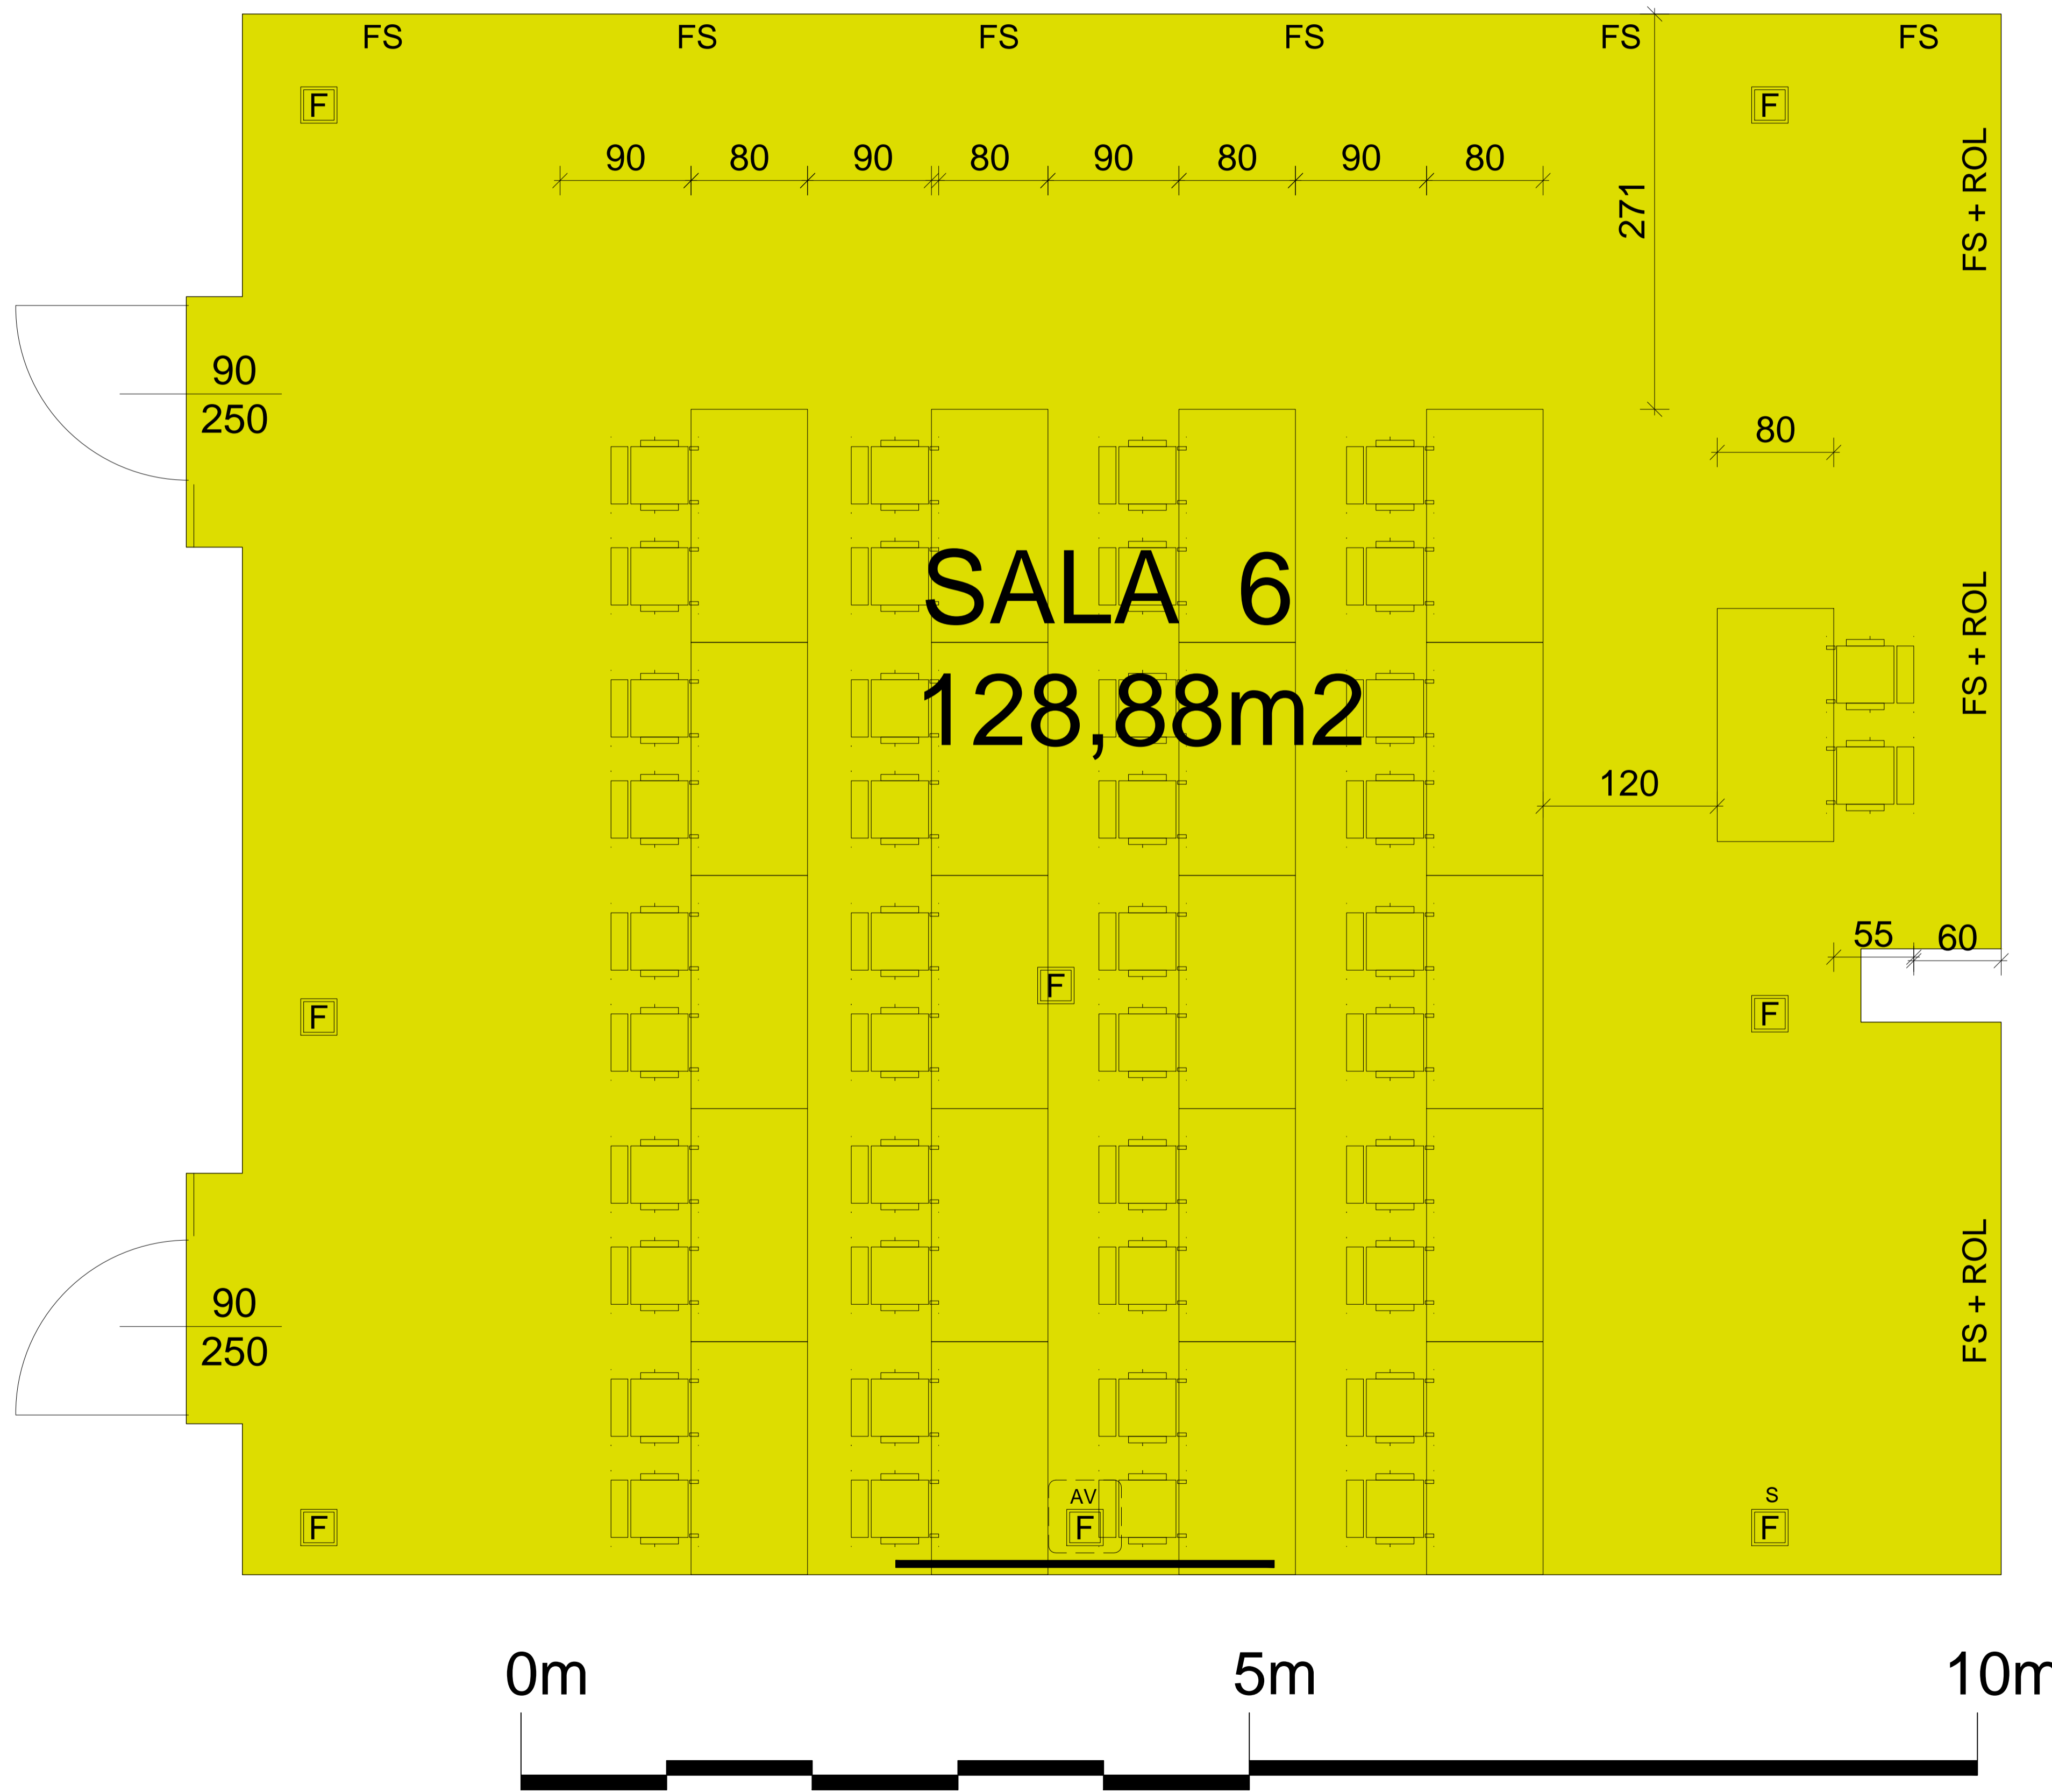 FS FS FS FS FS FS
F F
90 80 90 80 90 80 90 80
271
FS + ROL
90
250
80
SALA 6
128,88m2
FS + ROL
120
55 60
F
F F
FS + ROL
90
250
AV
S
F F F
0m 5m 10m